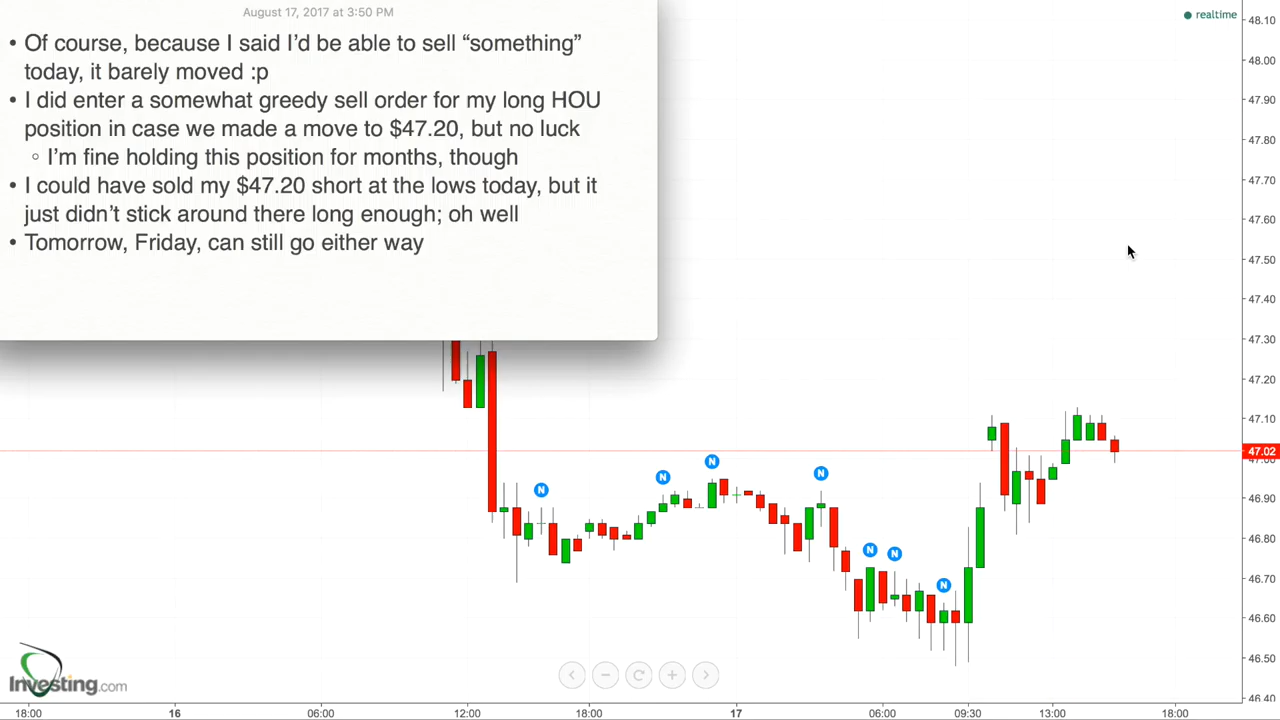 August 17, 2017 at 3:50 PM
• Of course, because I said I’d be able to sell “something”
today, it barely moved :p
• I did enter a somewhat greedy sell order for my long HOU
position in case we made a move to $47.20, but no luck
◦ I’m fine holding this position for months, though
• I could have sold my $47.20 short at the lows today, but it
just didn’t stick around there long enough; oh well
• Tomorrow, Friday, can still go either way
realtime
48.10
48.00
47.90
47.80
47.70
47.60
47.50
47.40
47.30
47.20
47.10
47.02
46.90
46.80
46.70
46.60
46.50
46.40
N
N
N
N
N
N
N
Investing.com
18:00
16
06:00
12:00
18:00
17
06:00
09:30
13:00
18:00